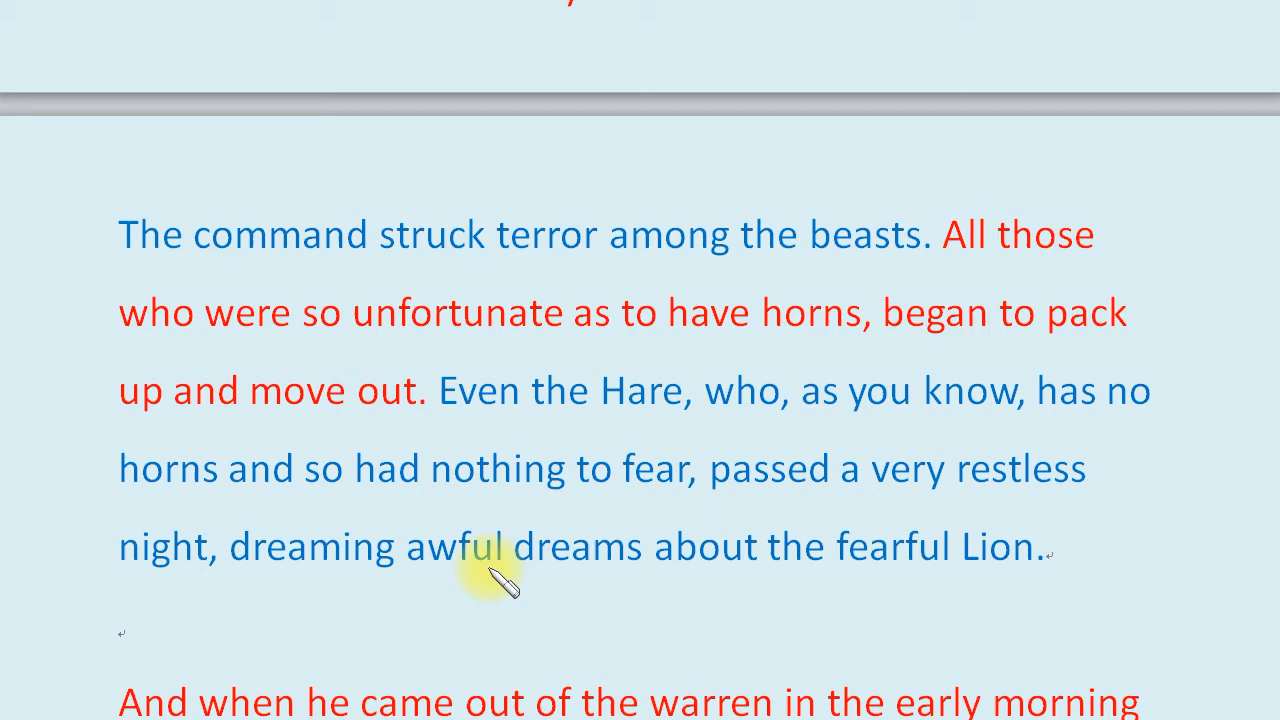 The command struck terror among the beasts. All those
who were so unfortunate as to have horns, began to pack
up and move out. Even the Hare, who, as you know, has no
horns and so had nothing to fear, passed a very restless
night, dreaming awful dreams about the fearful Lion.
And when he came out of the warren in the early morning